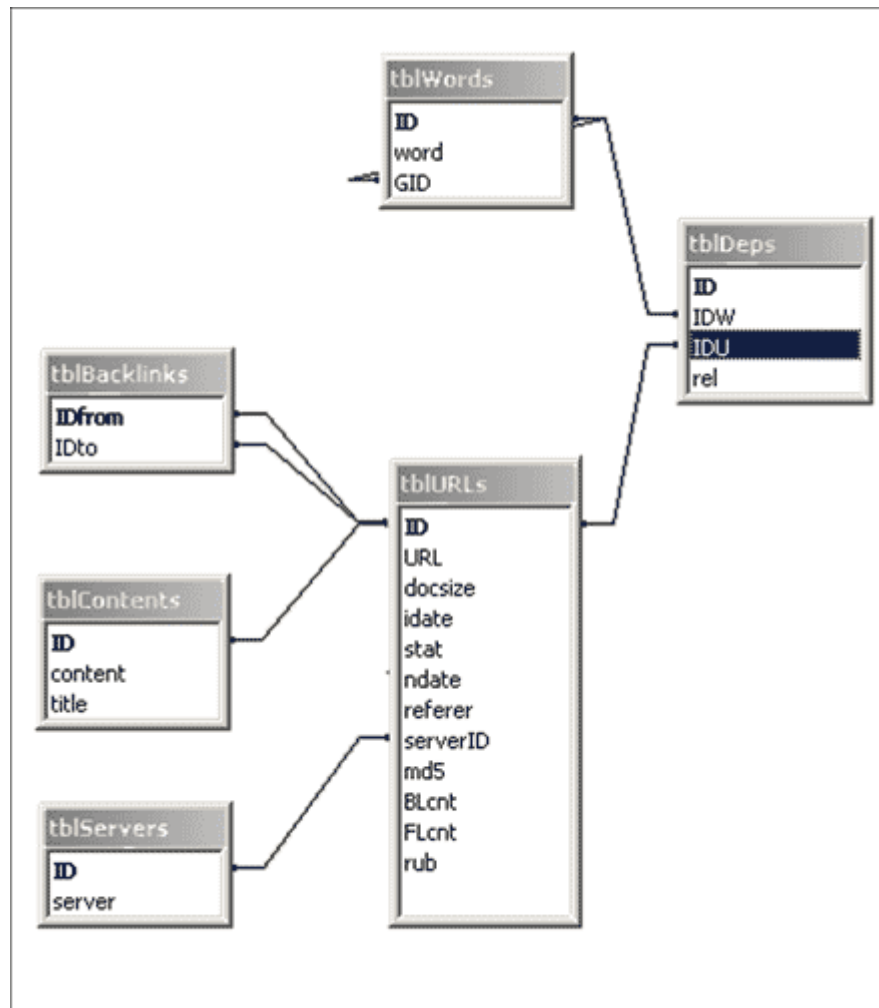 tblWords
ID
word
GID
tblDeps
ID
IDW
IDU
rel
tblBacklinks
IDfrom
IDto
tblURLs
ID
URL
docsize
idate
stat
ndate
referer
serverID
md5
BLcnt
FLcnt
rub
tblContents
ID
content
title
tblServers
ID
server